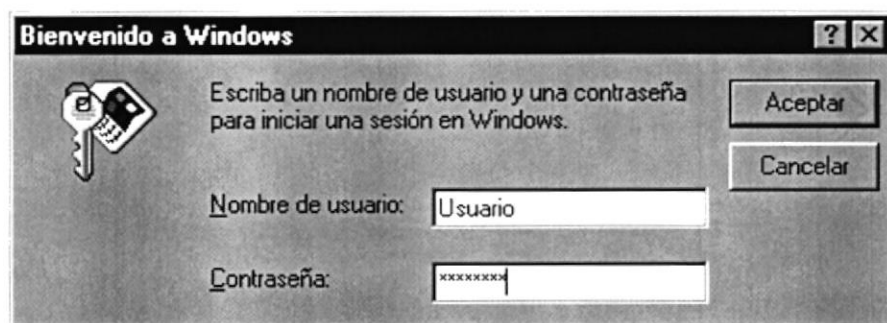 Bienvenido a Windows
Escriba un nombre de usuario y una contraseña
para iniciar una sesión en Windows.
Aceptar
Cancelar
Nombre de usuario: Usuario
Contraseña: ********